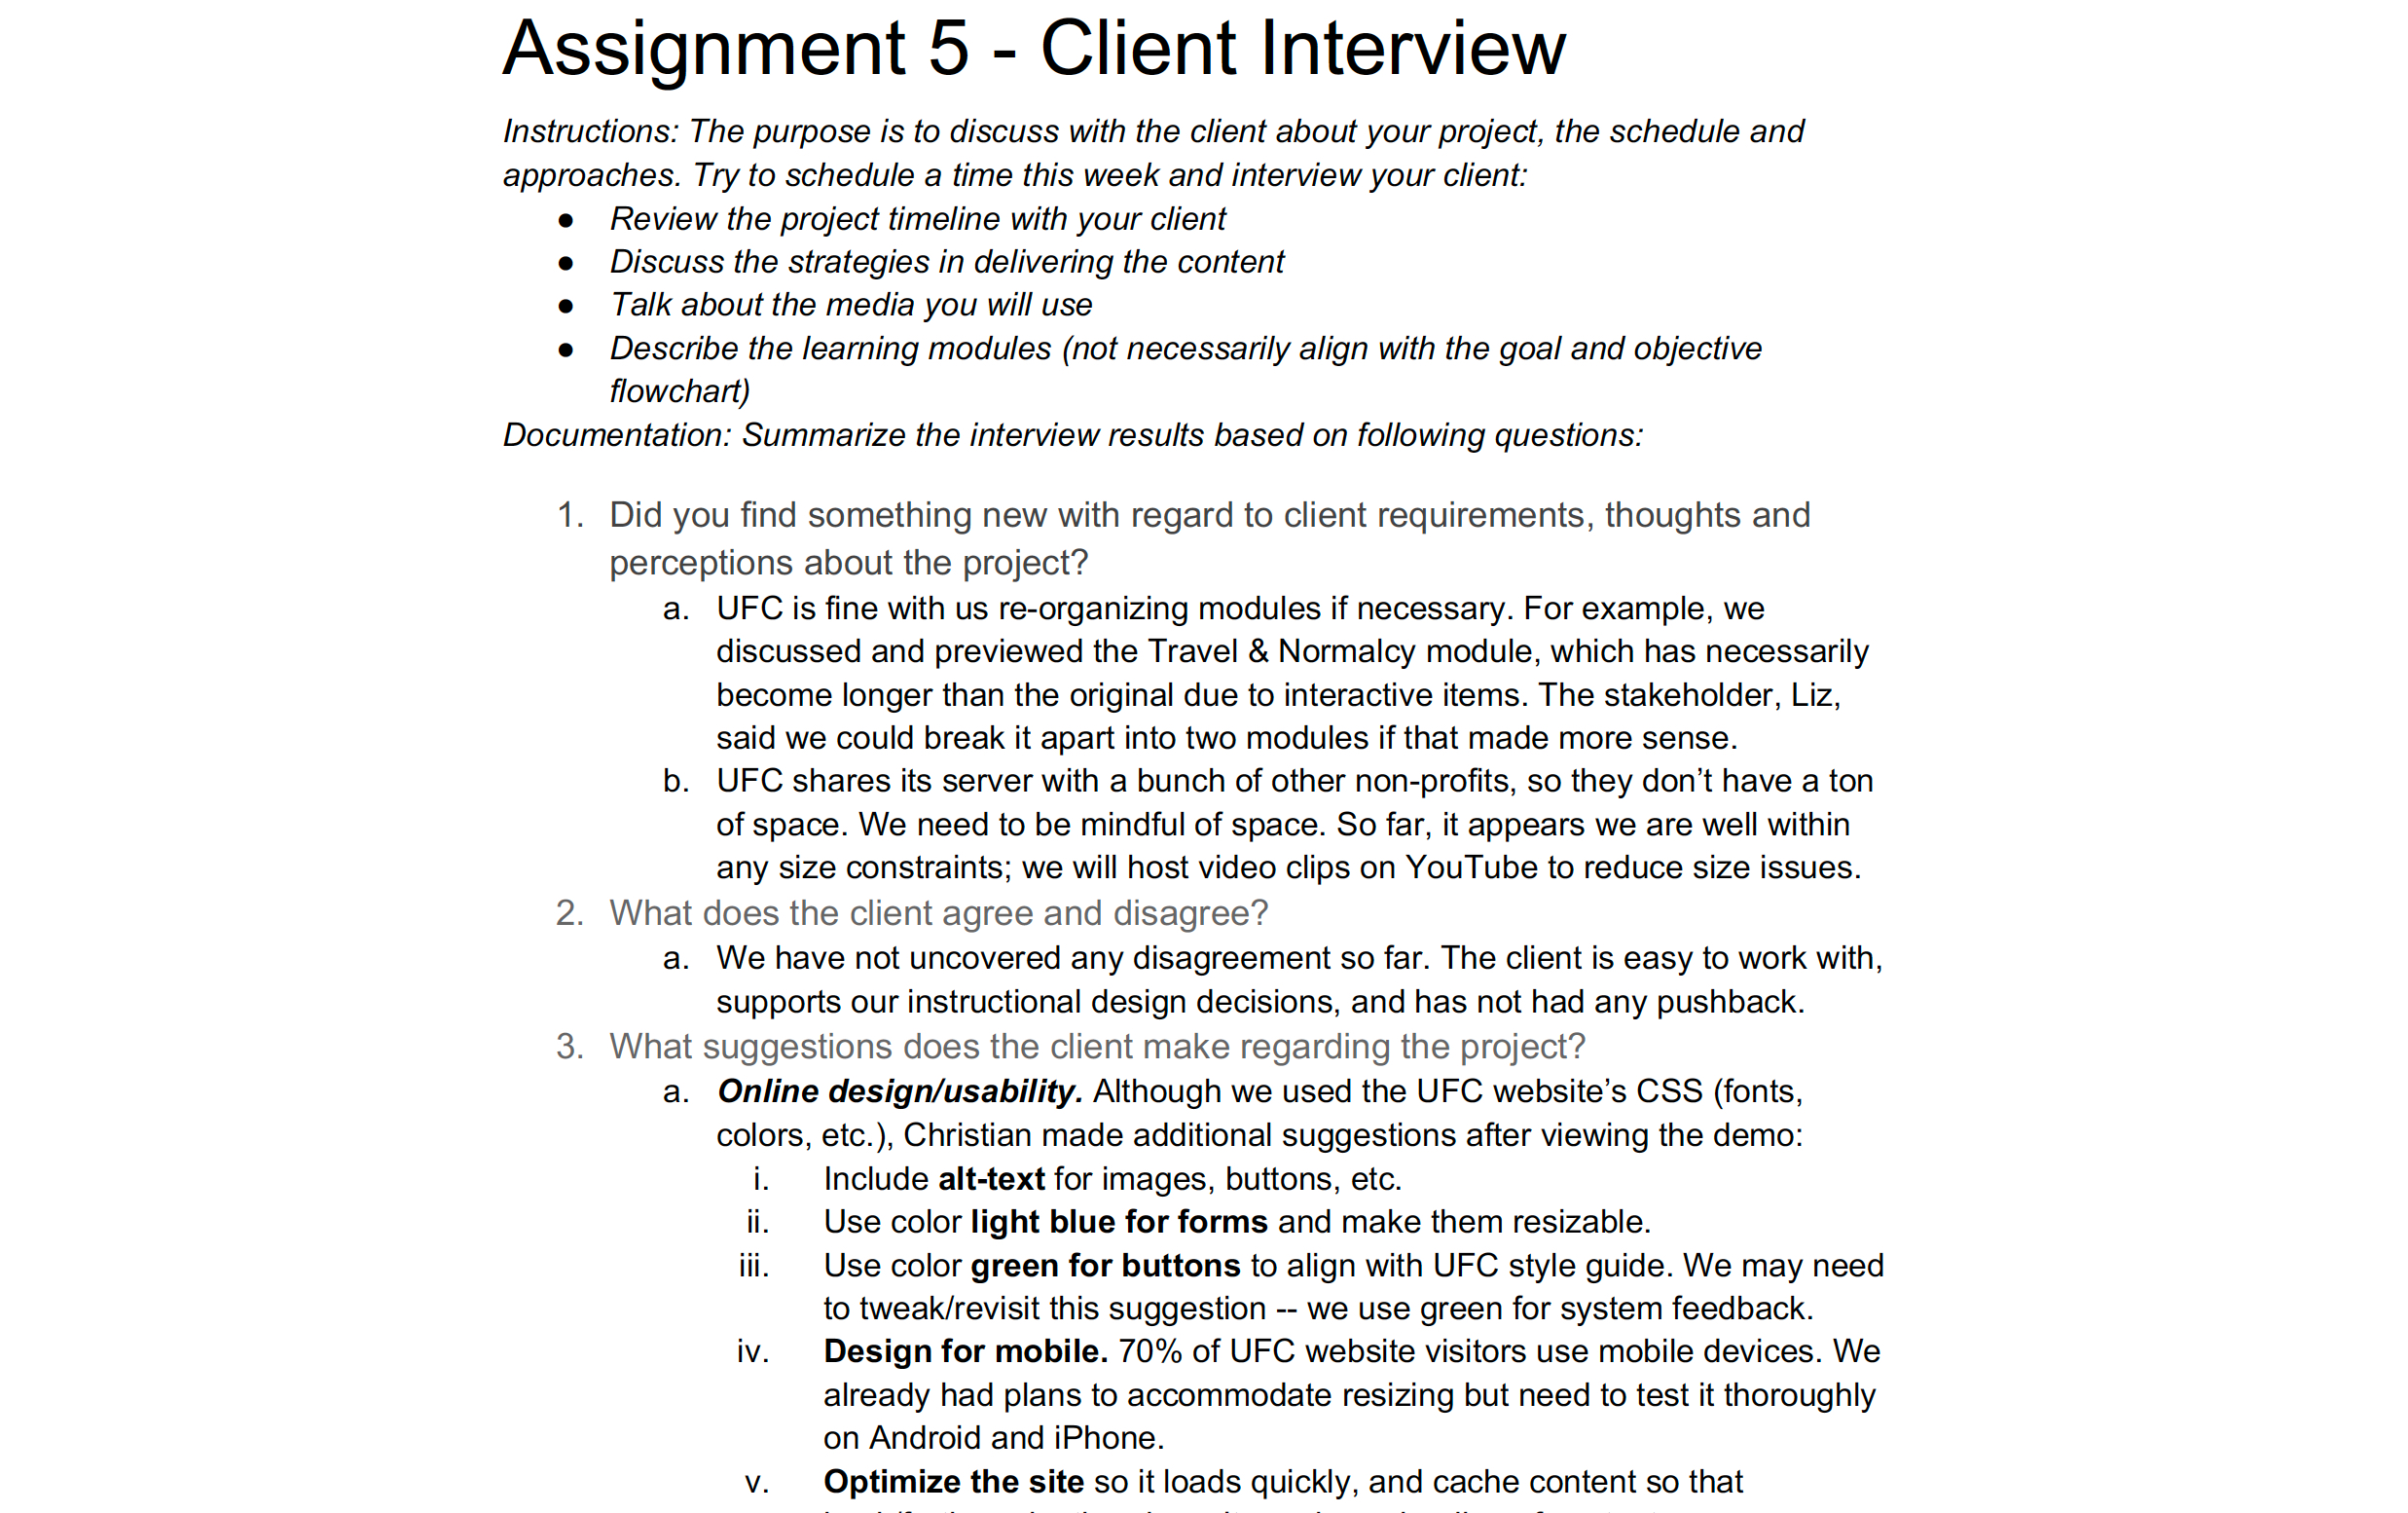 Assignment 5 - Client Interview
Instructions: The purpose is to discuss with the client about your project, the schedule and
approaches. Try to schedule a time this week and interview your client:
● Review the project timeline with your client
● Discuss the strategies in delivering the content
● Talk about the media you will use
● Describe the learning modules (not necessarily align with the goal and objective
flowchart)
Documentation: Summarize the interview results based on following questions:
1. Did you find something new with regard to client requirements, thoughts and
perceptions about the project?
a. UFC is fine with us re-organizing modules if necessary. For example, we
discussed and previewed the Travel & Normalcy module, which has necessarily
become longer than the original due to interactive items. The stakeholder, Liz,
said we could break it apart into two modules if that made more sense.
b. UFC shares its server with a bunch of other non-profits, so they don’t have a ton
of space. We need to be mindful of space. So far, it appears we are well within
any size constraints; we will host video clips on YouTube to reduce size issues.
2. What does the client agree and disagree?
a. We have not uncovered any disagreement so far. The client is easy to work with,
supports our instructional design decisions, and has not had any pushback.
3. What suggestions does the client make regarding the project?
a. Online design/usability. Although we used the UFC website’s CSS (fonts,
colors, etc.), Christian made additional suggestions after viewing the demo:
i. Include alt-text for images, buttons, etc.
ii. Use color light blue for forms and make them resizable.
iii. Use color green for buttons to align with UFC style guide. We may need
to tweak/revisit this suggestion -- we use green for system feedback.
iv. Design for mobile. 70% of UFC website visitors use mobile devices. We
already had plans to accommodate resizing but need to test it thoroughly
on Android and iPhone.
v. Optimize the site so it loads quickly, and cache content so that